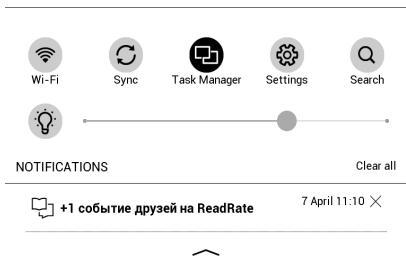 Wi-Fi Sync Task Manager Settings Search
NOTIFICATIONS Clear all
+1 событие друзей на ReadRate 7 April 11:10